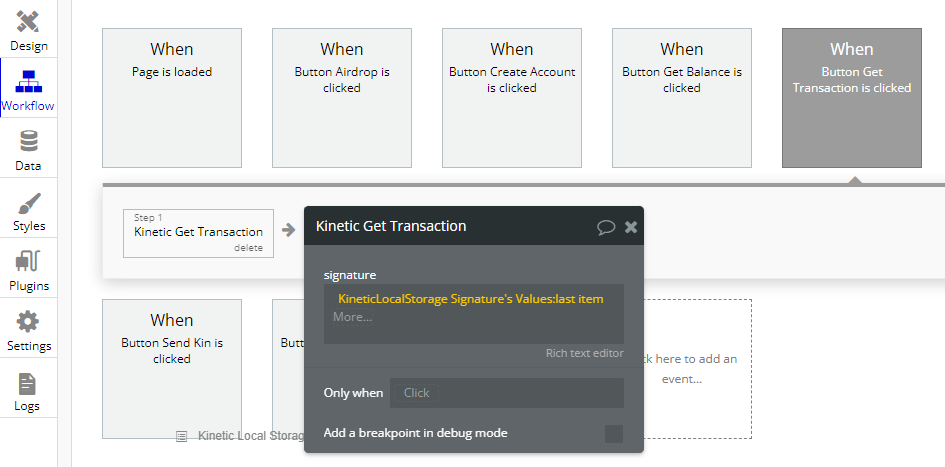 Design
Workflow
Data
Styles
Plugins
Settings
Logs
When
Page is loaded
When
Button Airdrop is
clicked
When
Button Create Account
is clicked
When
Button Get Balance is
clicked
When
Button Get
Transaction is clicked
Step 1
Kinetic Get Transaction
delete
Kinetic Get Transaction
signature
KineticLocalStorage Signature's Values:last item
More...
Rich text editor
Only when
Click
Add a breakpoint in debug mode
When
Button Send Kin is
clicked
here to add an
event...
Kinetic Local